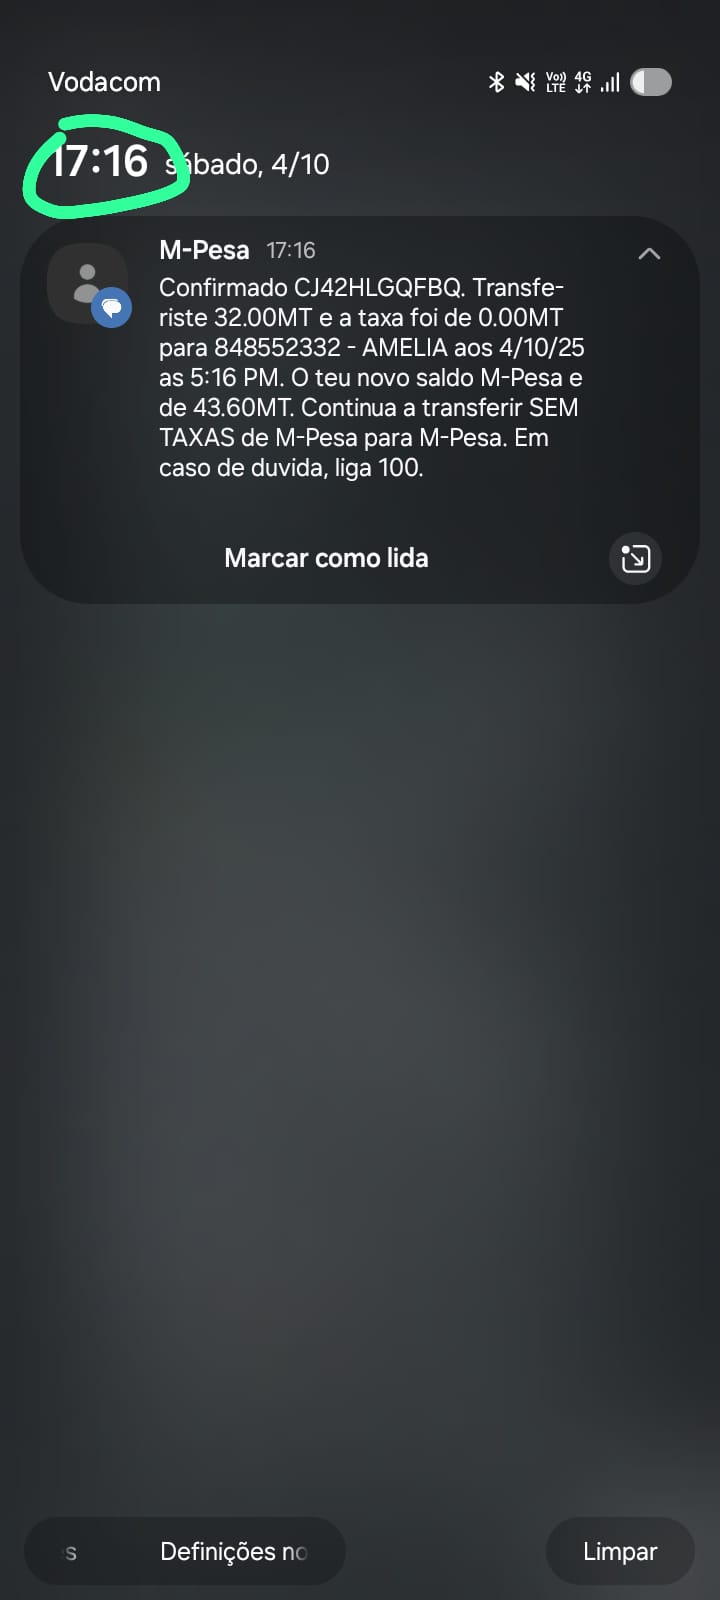 Vodacom
Vo)) LTE 4G
17:16 sábado, 4/10
M-Pesa 17:16
Confirmado CJ42HLGQFBQ. Transfe-
riste 32.00MT e a taxa foi de 0.00MT
para 848552332 - AMELIA aos 4/10/25
as 5:16 PM. O teu novo saldo M-Pesa e
de 43.60MT. Continua a transferir SEM
TAXAS de M-Pesa para M-Pesa. Em
caso de duvida, liga 100.
Marcar como lida
s Definições no Limpar